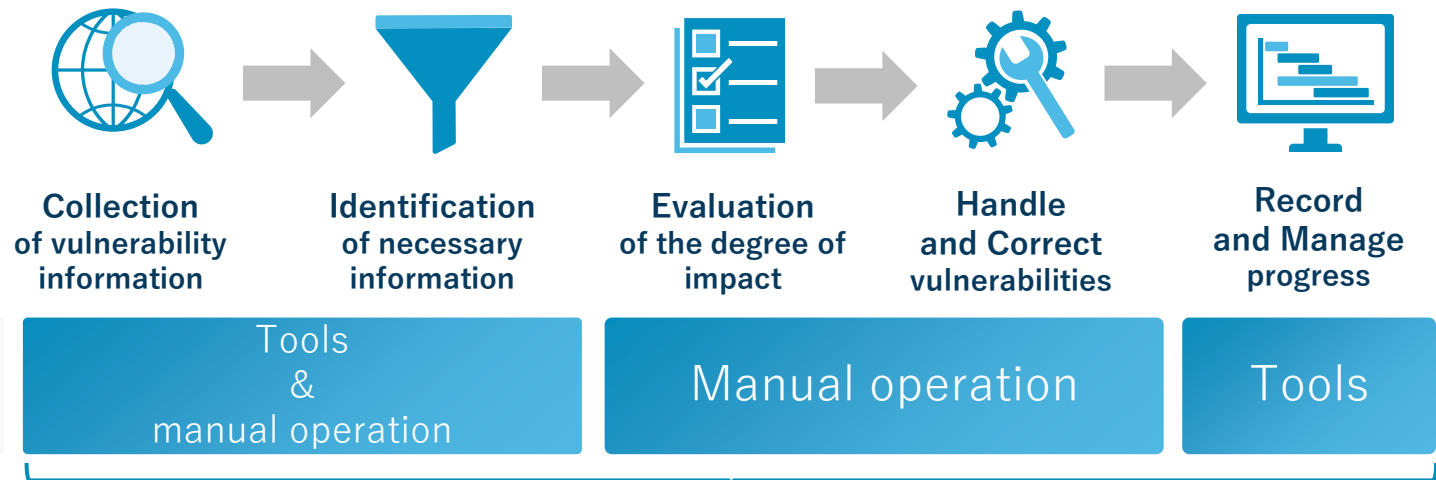 Collection
of vulnerability
information
Identification
of necessary
information
Evaluation
of the degree of
impact
Handle
and Correct
vulnerabilities
Record
and Manage
progress
Tools
&
manual operation
Manual operation
Tools